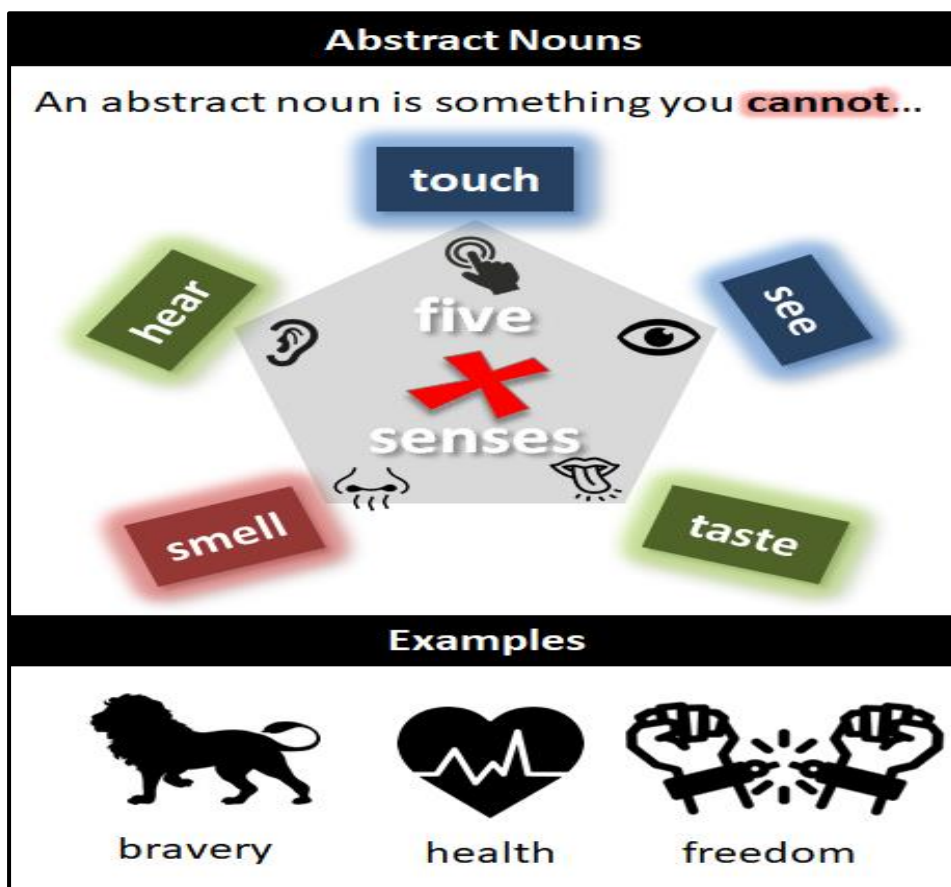 Abstract Nouns
An abstract noun is something you cannot...
touch
hear
see
five
senses
smell
taste
Examples
bravery
health
freedom